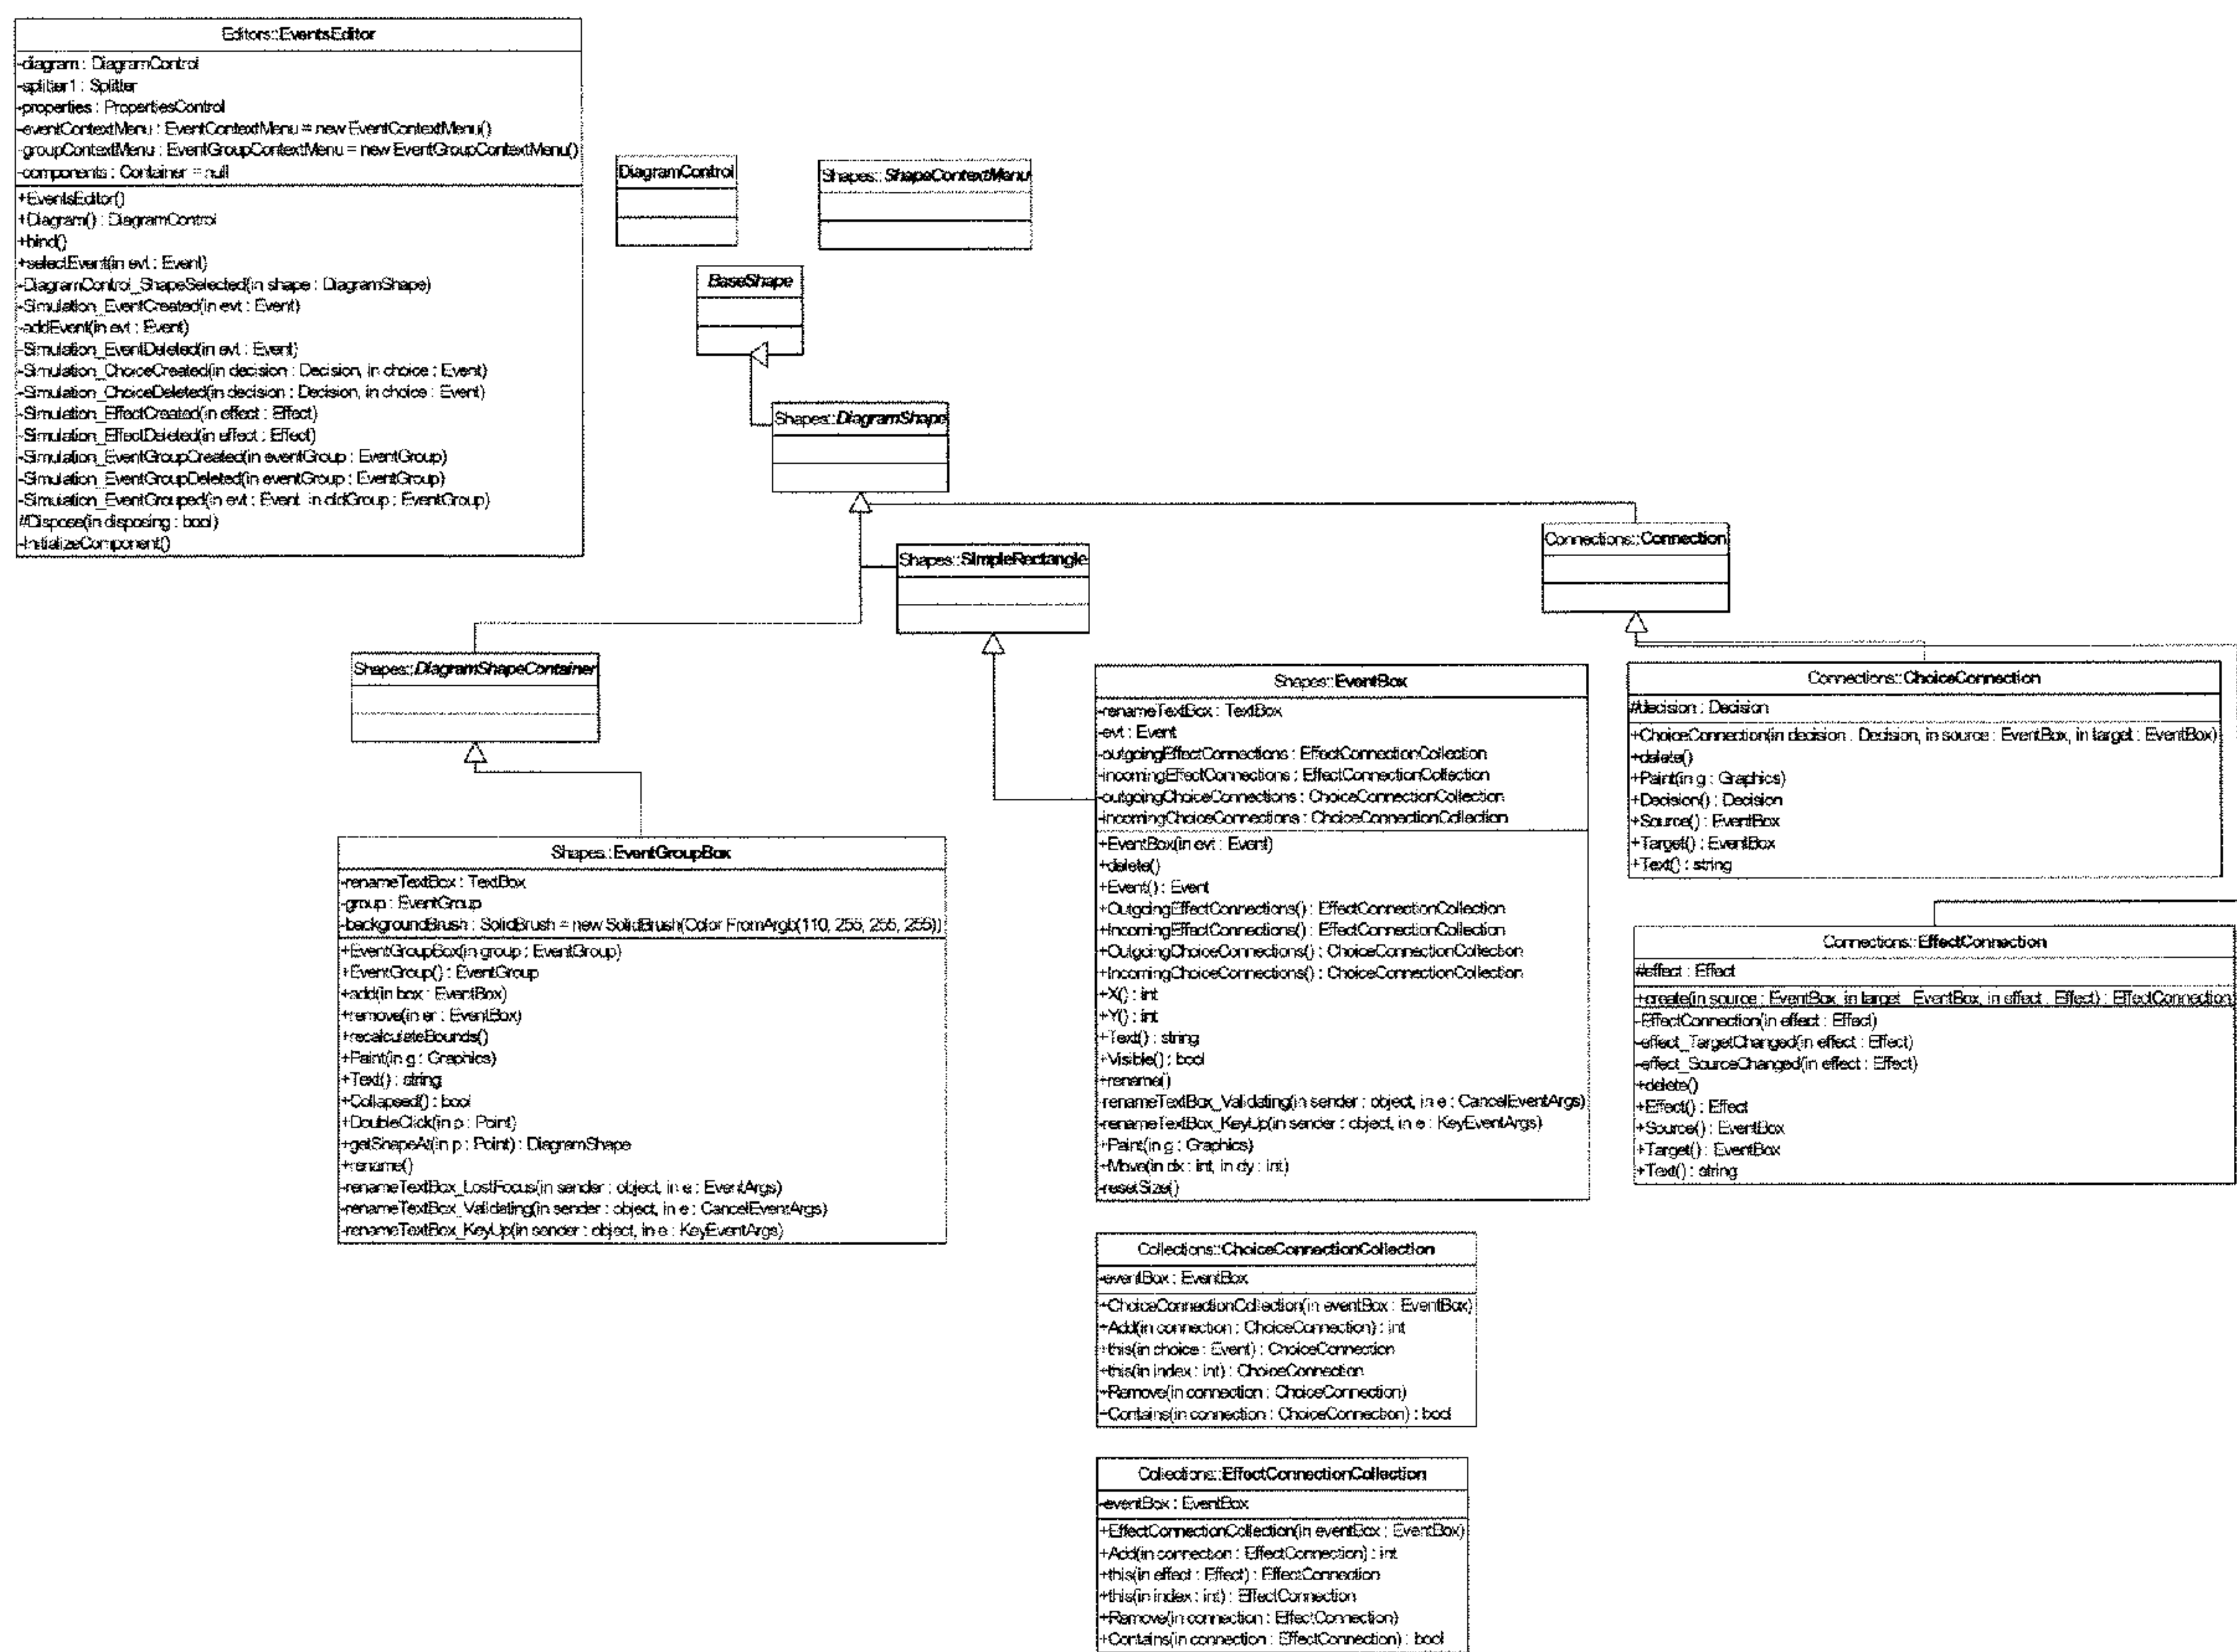 Editors::EventsEditor
-diagram : DiagramControl
-splitter1 : Splitter
-properties : PropertiesControl
-eventContextMenu : EventContextMenu = new EventContextMenu()
-groupContextMenu : EventGroupContextMenu = new EventGroupContextMenu()
-components : Container = null
+EventsEditor()
+Diagram() : DiagramControl
+bind()
+selectEvent(in evt : Event)
-DiagramControl_ShapeSelected(in shape : DiagramShape)
-Simulation_EventCreated(in evt : Event)
-addEvent(in evt : Event)
-Simulation_EventDeleted(in evt : Event)
-Simulation_ChoiceCreated(in decision : Decision, in choice : Event)
-Simulation_ChoiceDeleted(in decision : Decision, in choice : Event)
-Simulation_EffectCreated(in effect : Effect)
-Simulation_EffectDeleted(in effect : Effect)
-Simulation_EventGroupCreated(in eventGroup : EventGroup)
-Simulation_EventGroupDeleted(in eventGroup : EventGroup)
-Simulation_EventGrouped(in evt : Event, in oldGroup : EventGroup)
#Dispose(in disposing : bool)
-InitializeComponent()
DiagramControl
Shapes::ShapeContextMenu
BaseShape
Shapes::DiagramShape
Shapes::SimpleRectangle
Connections::Connection
Shapes::DiagramShapeContainer
Shapes::EventGroupBox
-renameTextBox : TextBox
-group : EventGroup
-backgroundBrush : SolidBrush = new SolidBrush(Color.FromArgb(110, 255, 255, 255))
+EventGroupBox(in group : EventGroup)
+EventGroup() : EventGroup
+add(in box : EventBox)
+remove(in er : EventBox)
+recalculateBounds()
+Paint(in g : Graphics)
+Text() : string
+Collapsed() : bool
+DoubleClick(in p : Point)
+getShapeAt(in p : Point) : DiagramShape
+rename()
-renameTextBox_LostFocus(in sender : object, in e : EventArgs)
-renameTextBox_Validating(in sender : object, in e : CancelEventArgs)
-renameTextBox_KeyUp(in sender : object, in e : KeyEventArgs)
Shapes::EventBox
-renameTextBox : TextBox
-evt : Event
-outgoingEffectConnections : EffectConnectionCollection
-incomingEffectConnections : EffectConnectionCollection
-outgoingChoiceConnections : ChoiceConnectionCollection
-incomingChoiceConnections : ChoiceConnectionCollection
+EventBox(in evt : Event)
+delete()
+Event() : Event
+OutgoingEffectConnections() : EffectConnectionCollection
+IncomingEffectConnections() : EffectConnectionCollection
+OutgoingChoiceConnections() : ChoiceConnectionCollection
+IncomingChoiceConnections() : ChoiceConnectionCollection
+X() : int
+Y() : int
+Text() : string
+Visible() : bool
+rename()
-renameTextBox_Validating(in sender : object, in e : CancelEventArgs)
-renameTextBox_KeyUp(in sender : object, in e : KeyEventArgs)
+Paint(in g : Graphics)
+Move(in dx : int, in dy : int)
-resetSize()
Connections::ChoiceConnection
#decision : Decision
+ChoiceConnection(in decision : Decision, in source : EventBox, in target : EventBox)
+delete()
+Paint(in g : Graphics)
+Decision() : Decision
+Source() : EventBox
+Target() : EventBox
+Text() : string
Connections::EffectConnection
#effect : Effect
+create(in source : EventBox, in target : EventBox, in effect : Effect) : EffectConnection
-EffectConnection(in effect : Effect)
-effect_TargetChanged(in effect : Effect)
-effect_SourceChanged(in effect : Effect)
+delete()
+Effect() : Effect
+Source() : EventBox
+Target() : EventBox
+Text() : string
Collections::ChoiceConnectionCollection
-eventBox : EventBox
+ChoiceConnectionCollection(in eventBox : EventBox)
+Add(in connection : ChoiceConnection) : int
+this(in choice : Event) : ChoiceConnection
+this(in index : int) : ChoiceConnection
+Remove(in connection : ChoiceConnection)
+Contains(in connection : ChoiceConnection) : bool
Collections::EffectConnectionCollection
-eventBox : EventBox
+EffectConnectionCollection(in eventBox : EventBox)
+Add(in connection : EffectConnection) : int
+this(in effect : Effect) : EffectConnection
+this(in index : int) : EffectConnection
+Remove(in connection : EffectConnection)
+Contains(in connection : EffectConnection) : bool